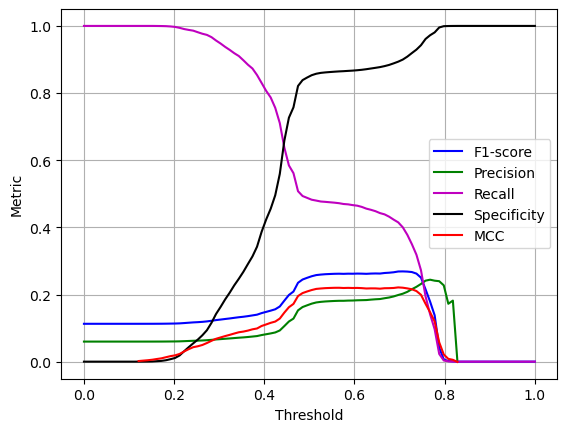 1.0
0.8
0.6
0.4
0.2
0.0
Metric
F1-score
Precision
Recall
Specificity
MCC
0.0 0.2 0.4 0.6 0.8 1.0
Threshold